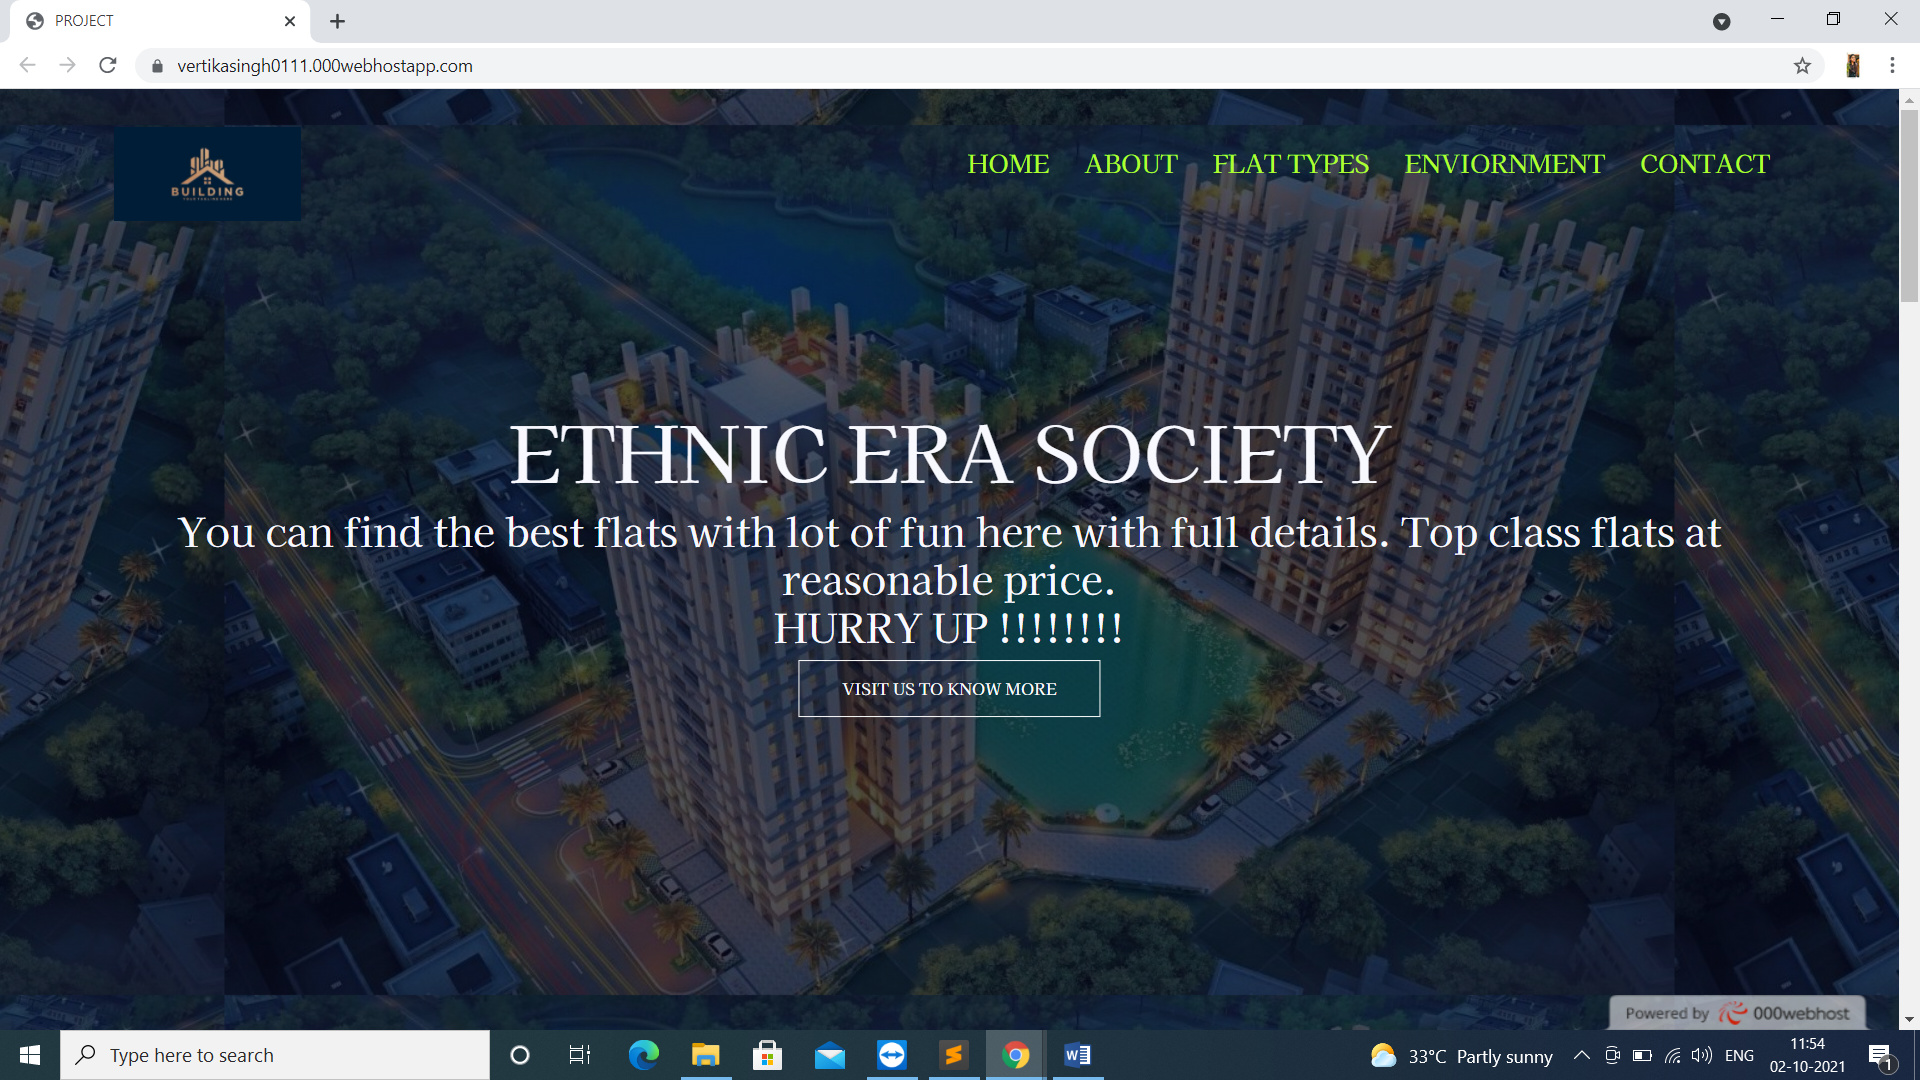 PROJECT
vertikasingh0111.000webhostapp.com
BUILDING
HOME ABOUT FLAT TYPES ENVIORNMENT CONTACT
ETHNIC ERA SOCIETY
You can find the best flats with lot of fun here with full details. Top class flats at
reasonable price.
HURRY UP !!!!!!!!
VISIT US TO KNOW MORE
Powered by 000webhost
Type here to search
33°C Partly sunny
ENG
11:54
02-10-2021
1